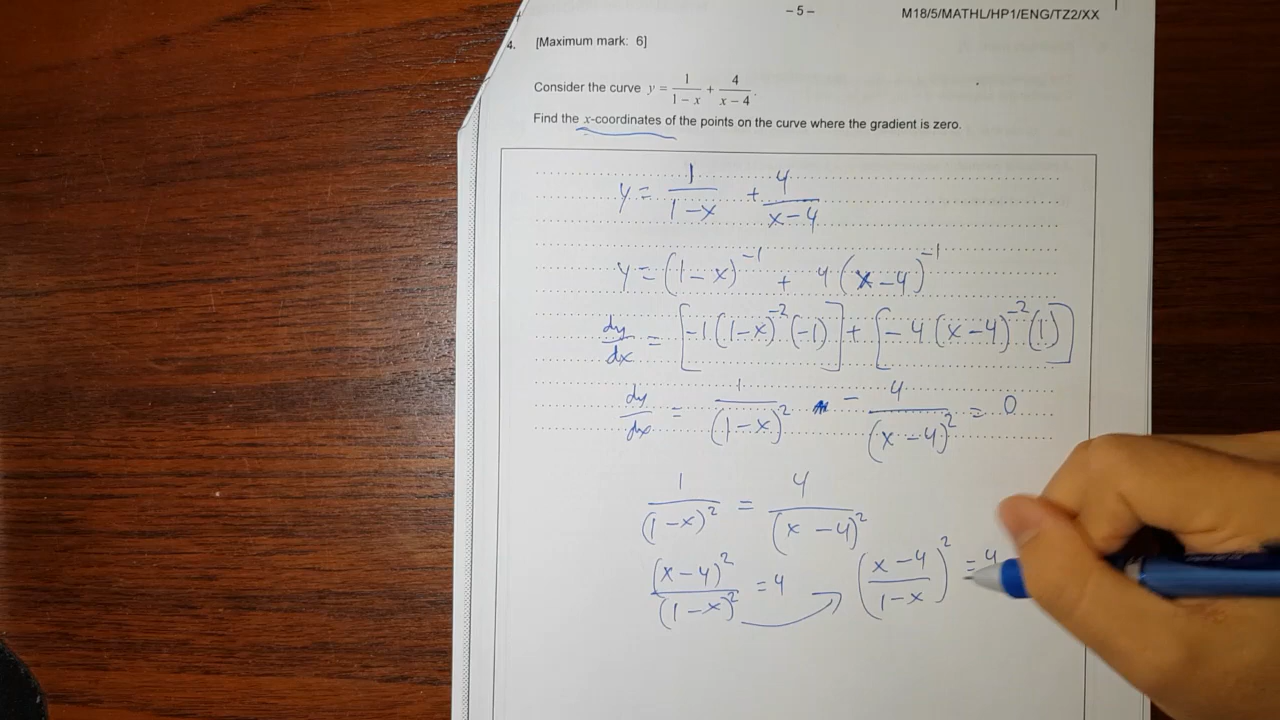 – 5 –
M18/5/MATHL/HP1/ENG/TZ2/XX
4. [Maximum mark: 6]
Consider the curve y = 1/(1 – x) + 4/(x – 4).
Find the x-coordinates of the points on the curve where the gradient is zero.
y = 1/(1-x) + 4/(x-4)
y = (1-x)^-1 + 4(x-4)^-1
dy/dx = [-1(1-x)^-2(-1)] + [-4(x-4)^-2(1)]
dy/dx = 1/(1-x)^2 - 4/(x-4)^2 = 0
1/(1-x)^2 = 4/(x-4)^2
(x-4)^2/(1-x)^2 = 4 → ((x-4)/(1-x))^2 = 4